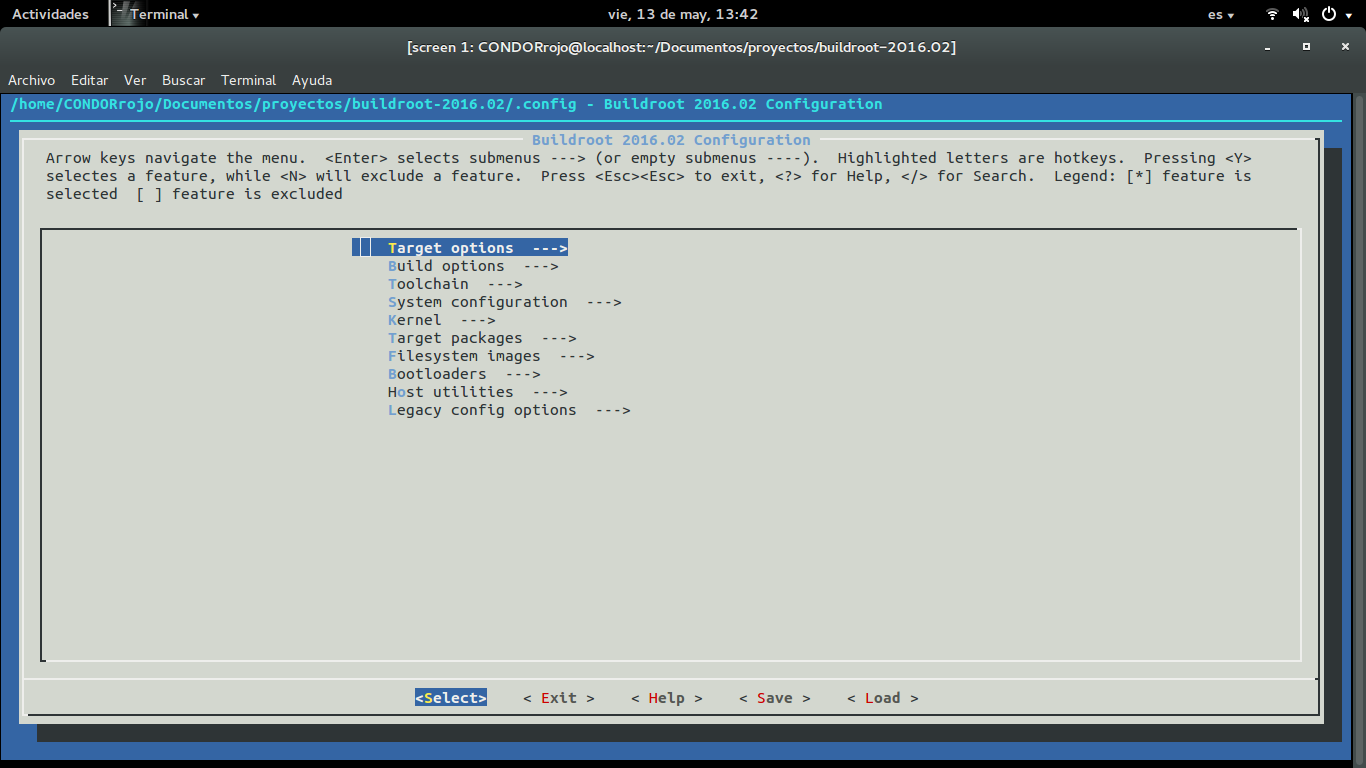 Actividades Terminal vie, 13 de may, 13:42 es
[screen 1: CONDORrojo@localhost:~/Documentos/proyectos/buildroot-2016.02]
Archivo Editar Ver Buscar Terminal Ayuda
/home/CONDORrojo/Documentos/proyectos/buildroot-2016.02/.config - Buildroot 2016.02 Configuration
Buildroot 2016.02 Configuration
Arrow keys navigate the menu.  <Enter> selects submenus ---> (or empty submenus ----).  Highlighted letters are hotkeys.  Pressing <Y>
selectes a feature, while <N> will exclude a feature.  Press <Esc><Esc> to exit, <?> for Help, </> for Search.  Legend: [*] feature is
selected  [ ] feature is excluded
Target options  --->
Build options  --->
Toolchain  --->
System configuration  --->
Kernel  --->
Target packages  --->
Filesystem images  --->
Bootloaders  --->
Host utilities  --->
Legacy config options  --->
<Select>    < Exit >    < Help >    < Save >    < Load >